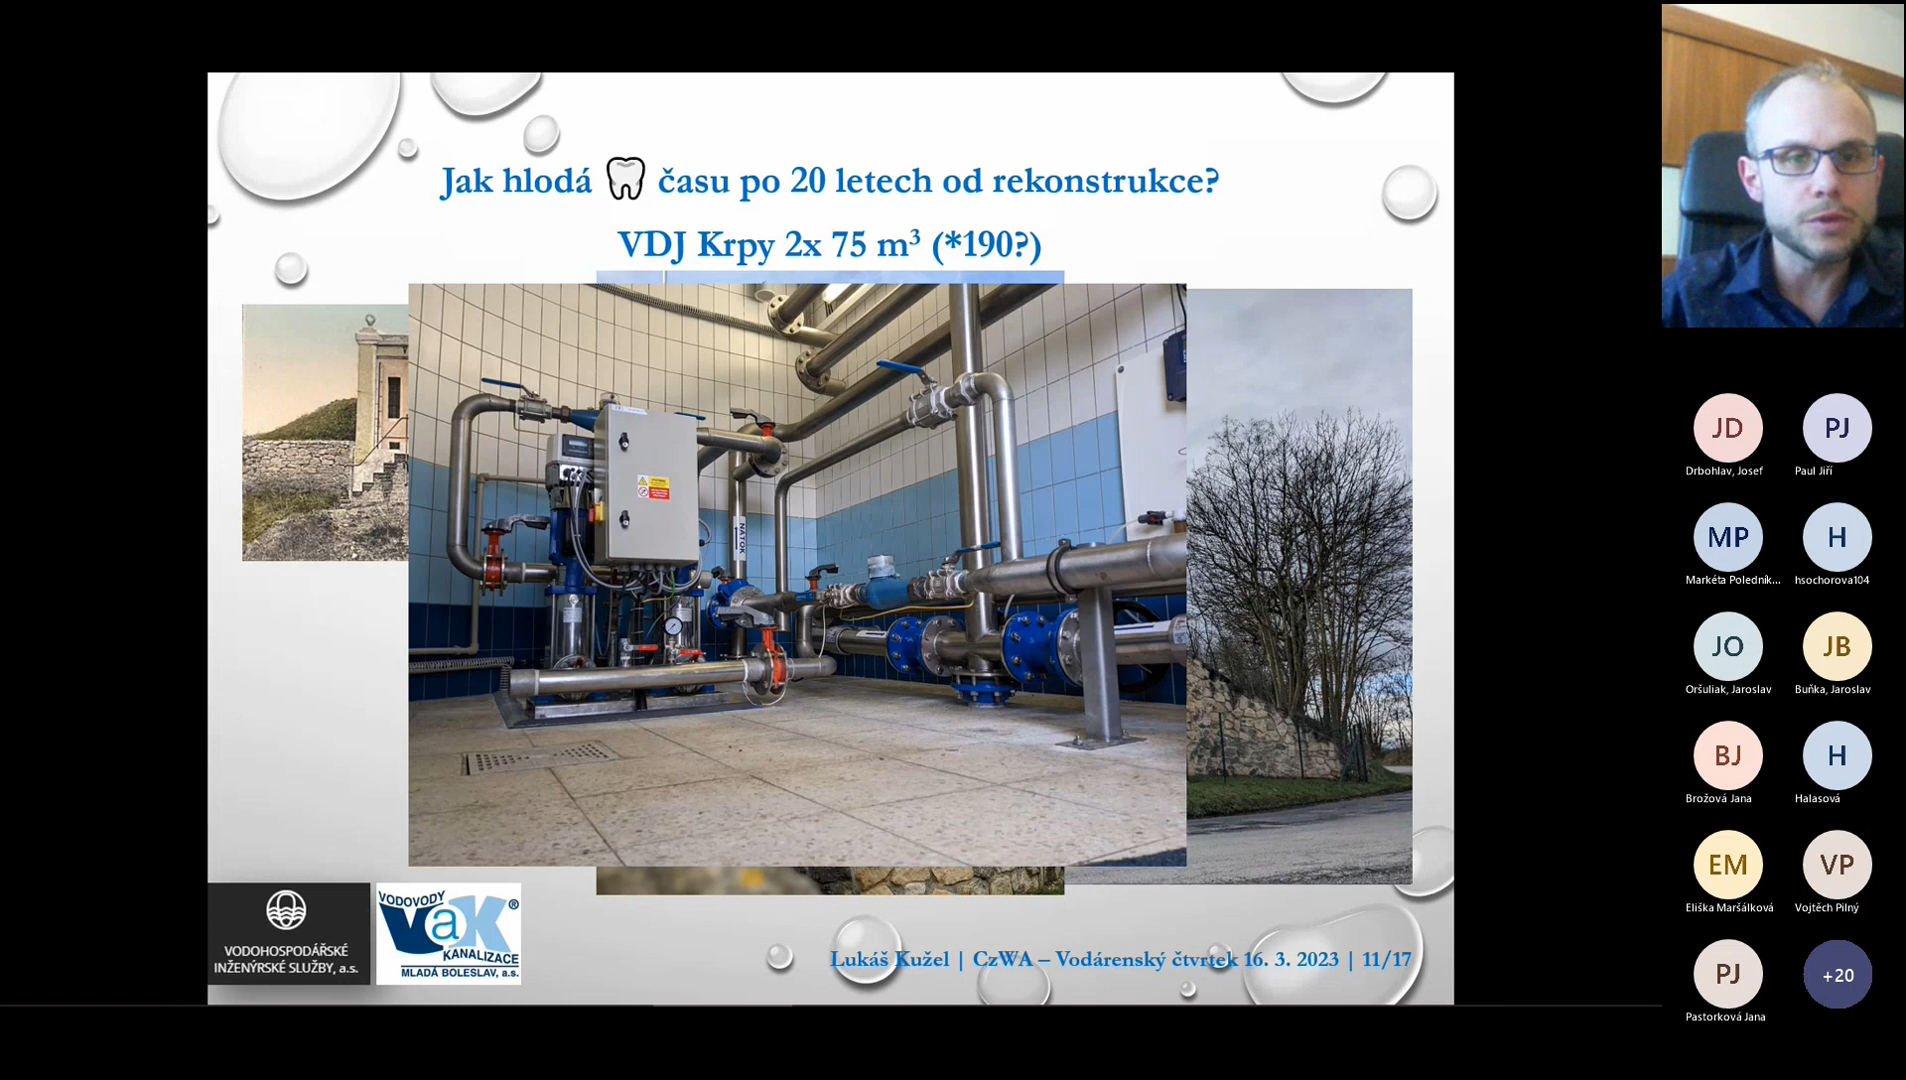 Jak hlodá času po 20 letech od rekonstrukce?
VDJ Krpy 2x 75 m³ (*190?)
NÁTOK
VODOHOSPODÁŘSKÉ
INŽENÝRSKÉ SLUŽBY, a.s.
VODOVODY
VaK®
KANALIZACE
MLADÁ BOLESLAV, a.s.
Lukáš Kužel | CzWA – Vodárenský čtvrtek 16. 3. 2023 | 11/17
JD
Drbohlav, Josef
PJ
Paul Jiří
MP
Markéta Poledník...
H
hsochorova104
JO
Oršuliak, Jaroslav
JB
Buňka, Jaroslav
BJ
Brožová Jana
H
Halasová
EM
Eliška Maršálková
VP
Vojtěch Pilný
PJ
Pastorková Jana
+20